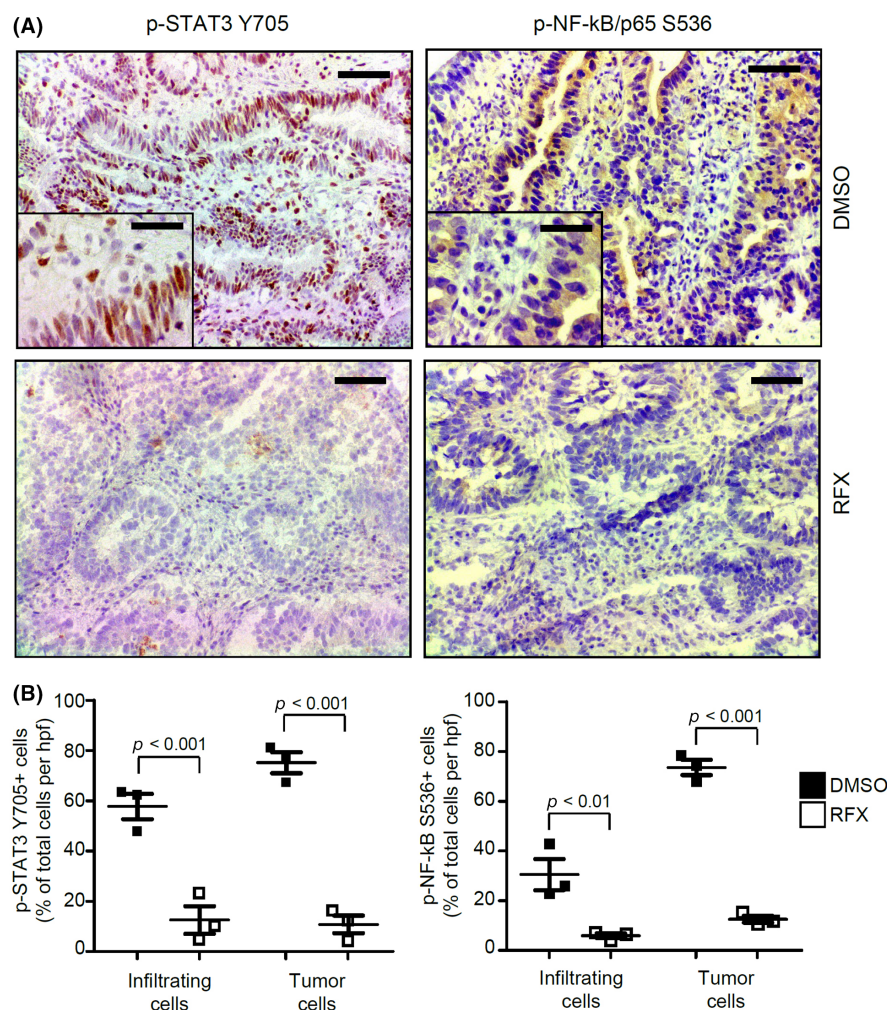 (A)
p-STAT3 Y705
p-NF-kB/p65 S536
DMSO
RFX
(B)
p-STAT3 Y705+ cells
(% of total cells per hpf)
100
80
60
40
20
0
p < 0.001
p < 0.001
Infiltrating
cells
Tumor
cells
p-NF-kB S536+ cells
(% of total cells per hpf)
100
80
60
40
20
0
p < 0.01
p < 0.001
Infiltrating
cells
Tumor
cells
DMSO
RFX